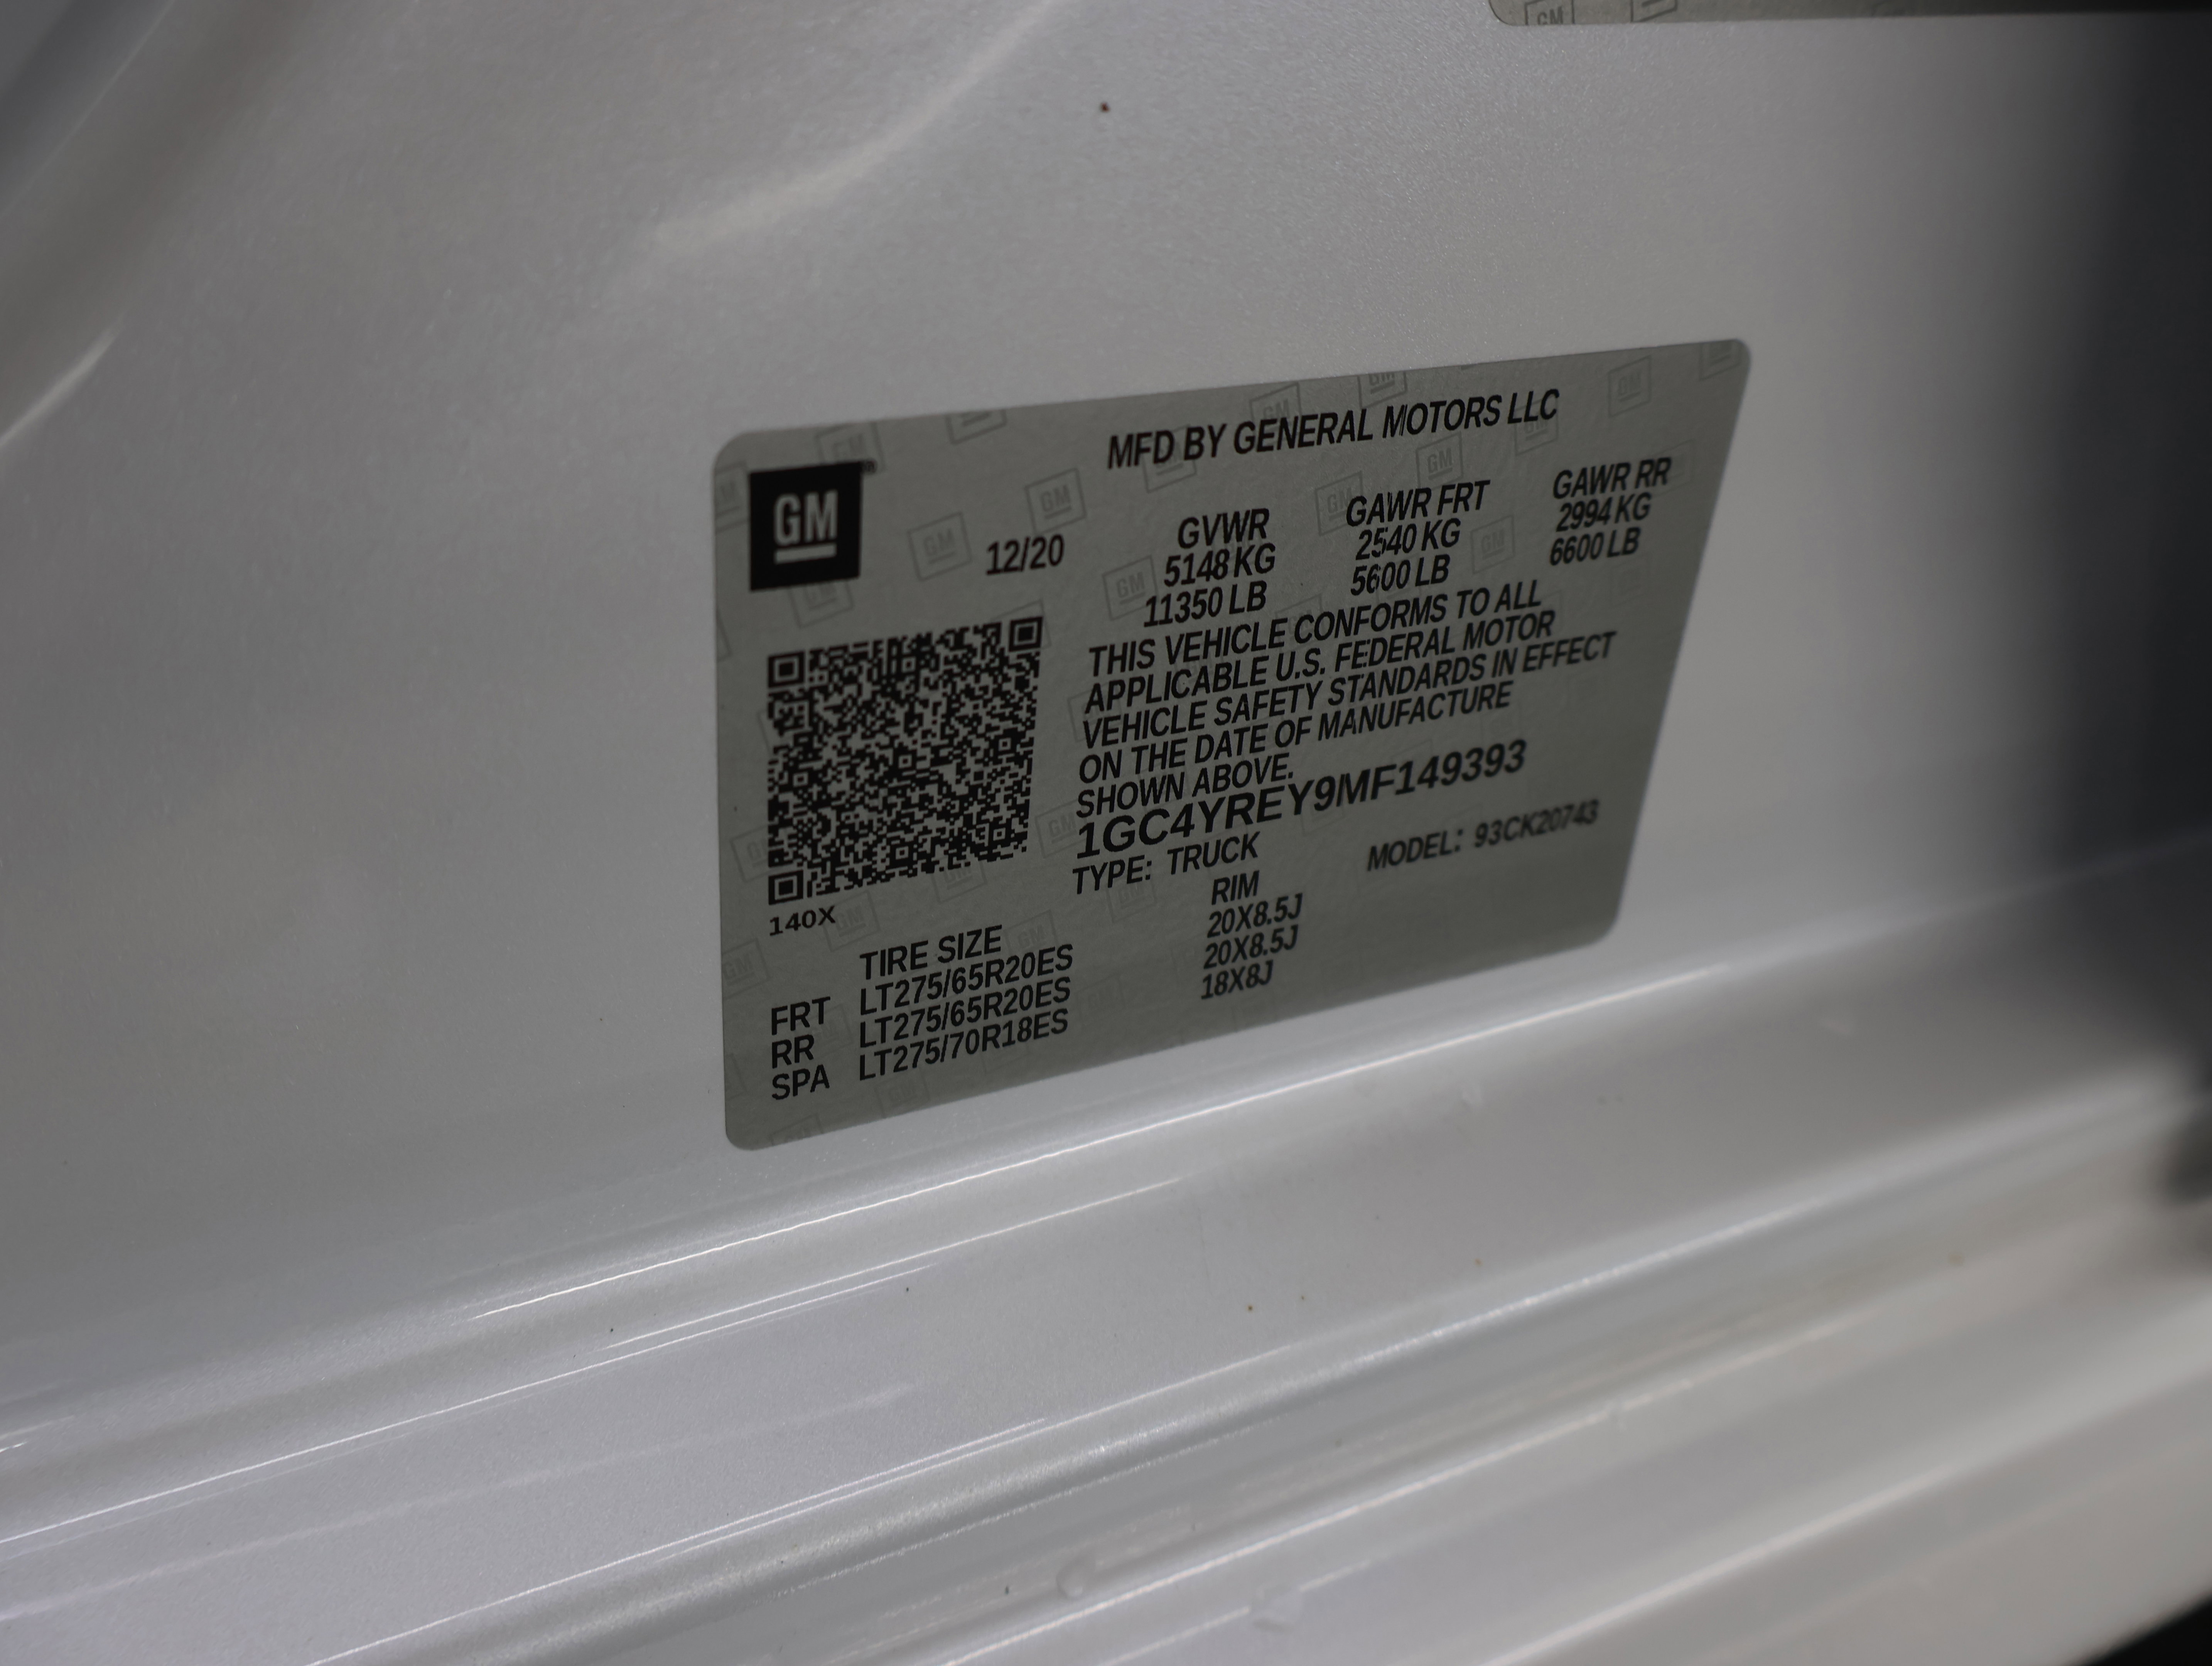 GM
MFD BY GENERAL MOTORS LLC
12/20
GVWR
5148 KG
11350 LB
GAWR FRT
2540 KG
5600 LB
GAWR RR
2994 KG
6600 LB
THIS VEHICLE CONFORMS TO ALL
APPLICABLE U.S. FEDERAL MOTOR
VEHICLE SAFETY STANDARDS IN EFFECT
ON THE DATE OF MANUFACTURE
SHOWN ABOVE.
1GC4YREY9MF149393
TYPE: TRUCK
MODEL: 93CK20743
140X
TIRE SIZE RIM
FRT LT275/65R20ES 20X8.5J
RR LT275/65R20ES 20X8.5J
SPA LT275/70R18ES 18X8J